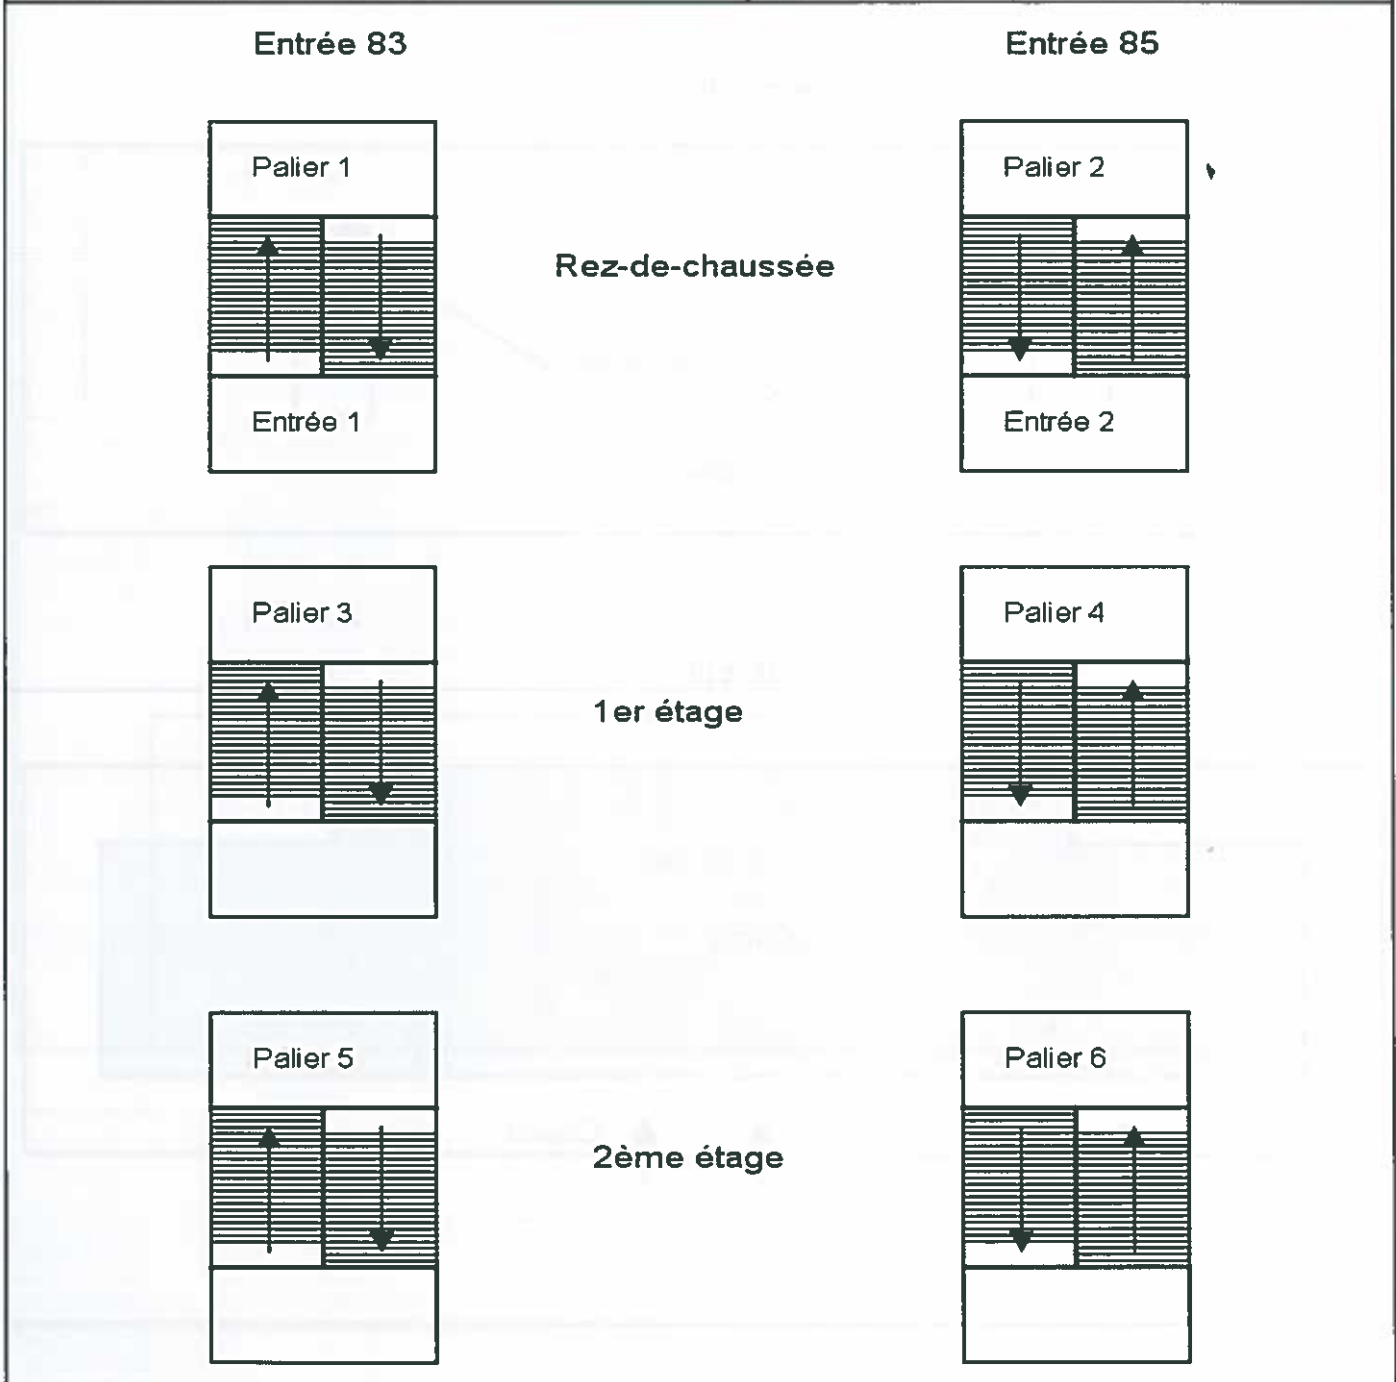 Entrée 83
Entrée 85
Palier 1
Palier 2
Rez-de-chaussée
Entrée 1
Entrée 2
Palier 3
Palier 4
1er étage
Palier 5
Palier 6
2ème étage